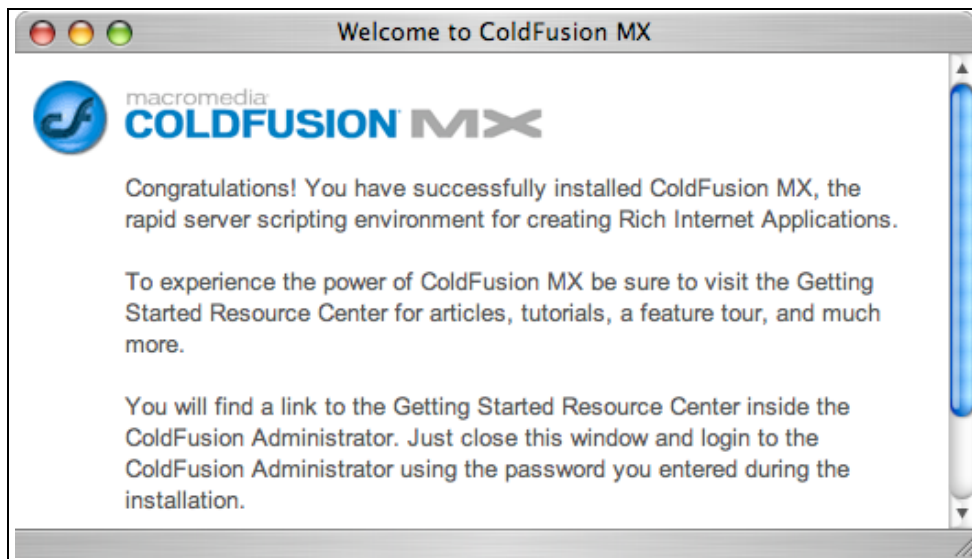 Welcome to ColdFusion MX
macromedia
COLDFUSION MX
Congratulations! You have successfully installed ColdFusion MX, the
rapid server scripting environment for creating Rich Internet Applications.
To experience the power of ColdFusion MX be sure to visit the Getting
Started Resource Center for articles, tutorials, a feature tour, and much
more.
You will find a link to the Getting Started Resource Center inside the
ColdFusion Administrator. Just close this window and login to the
ColdFusion Administrator using the password you entered during the
installation.